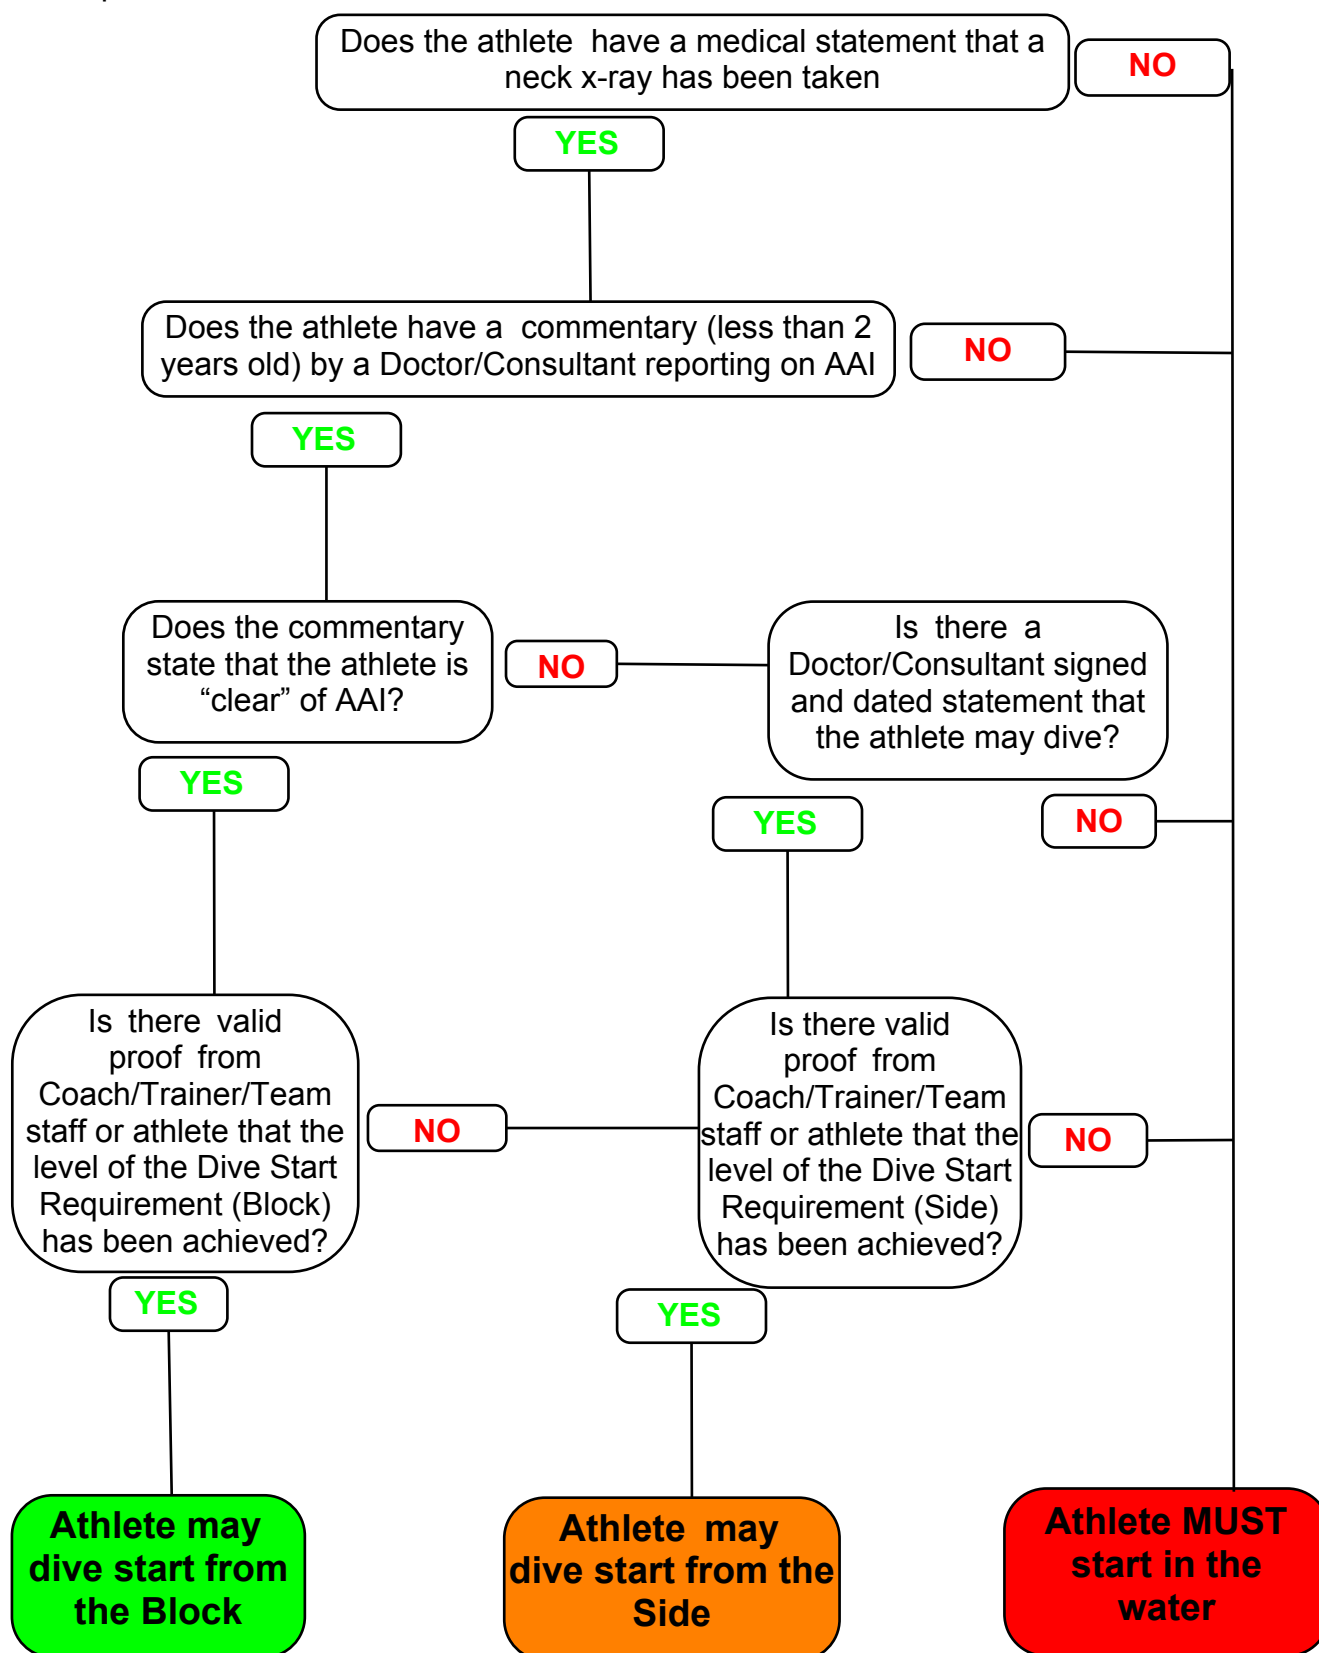 Does the athlete have a medical statement that a
neck x-ray has been taken
NO
YES
Does the athlete have a commentary (less than 2
years old) by a Doctor/Consultant reporting on AAI
NO
YES
Does the commentary
state that the athlete is
“clear” of AAI?
NO
Is there a
Doctor/Consultant signed
and dated statement that
the athlete may dive?
YES
YES
NO
Is there valid
proof from
Coach/Trainer/Team
staff or athlete that the
level of the Dive Start
Requirement (Block)
has been achieved?
NO
Is there valid
proof from
Coach/Trainer/Team
staff or athlete that the
level of the Dive Start
Requirement (Side)
has been achieved?
NO
YES
YES
Athlete may
dive start from
the Block
Athlete may
dive start from the
Side
Athlete MUST
start in the
water